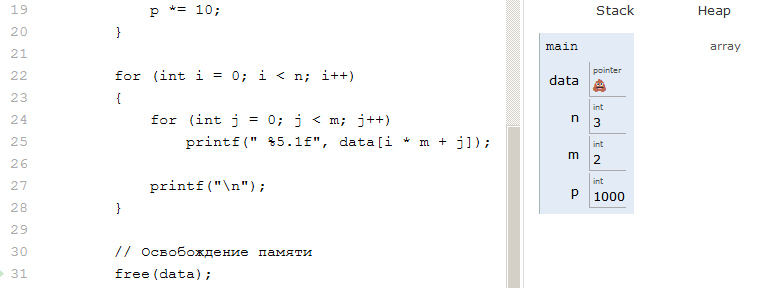 19 p *= 10;
20 }
21
22 for (int i = 0; i < n; i++)
23 {
24 for (int j = 0; j < m; j++)
25 printf(" %5.1f", data[i * m + j]);
26
27 printf("\n");
28 }
29
30 // Освобождение памяти
31 free(data);
Stack Heap
main
array
pointer
data
int
n 3
int
m 2
int
p 1000